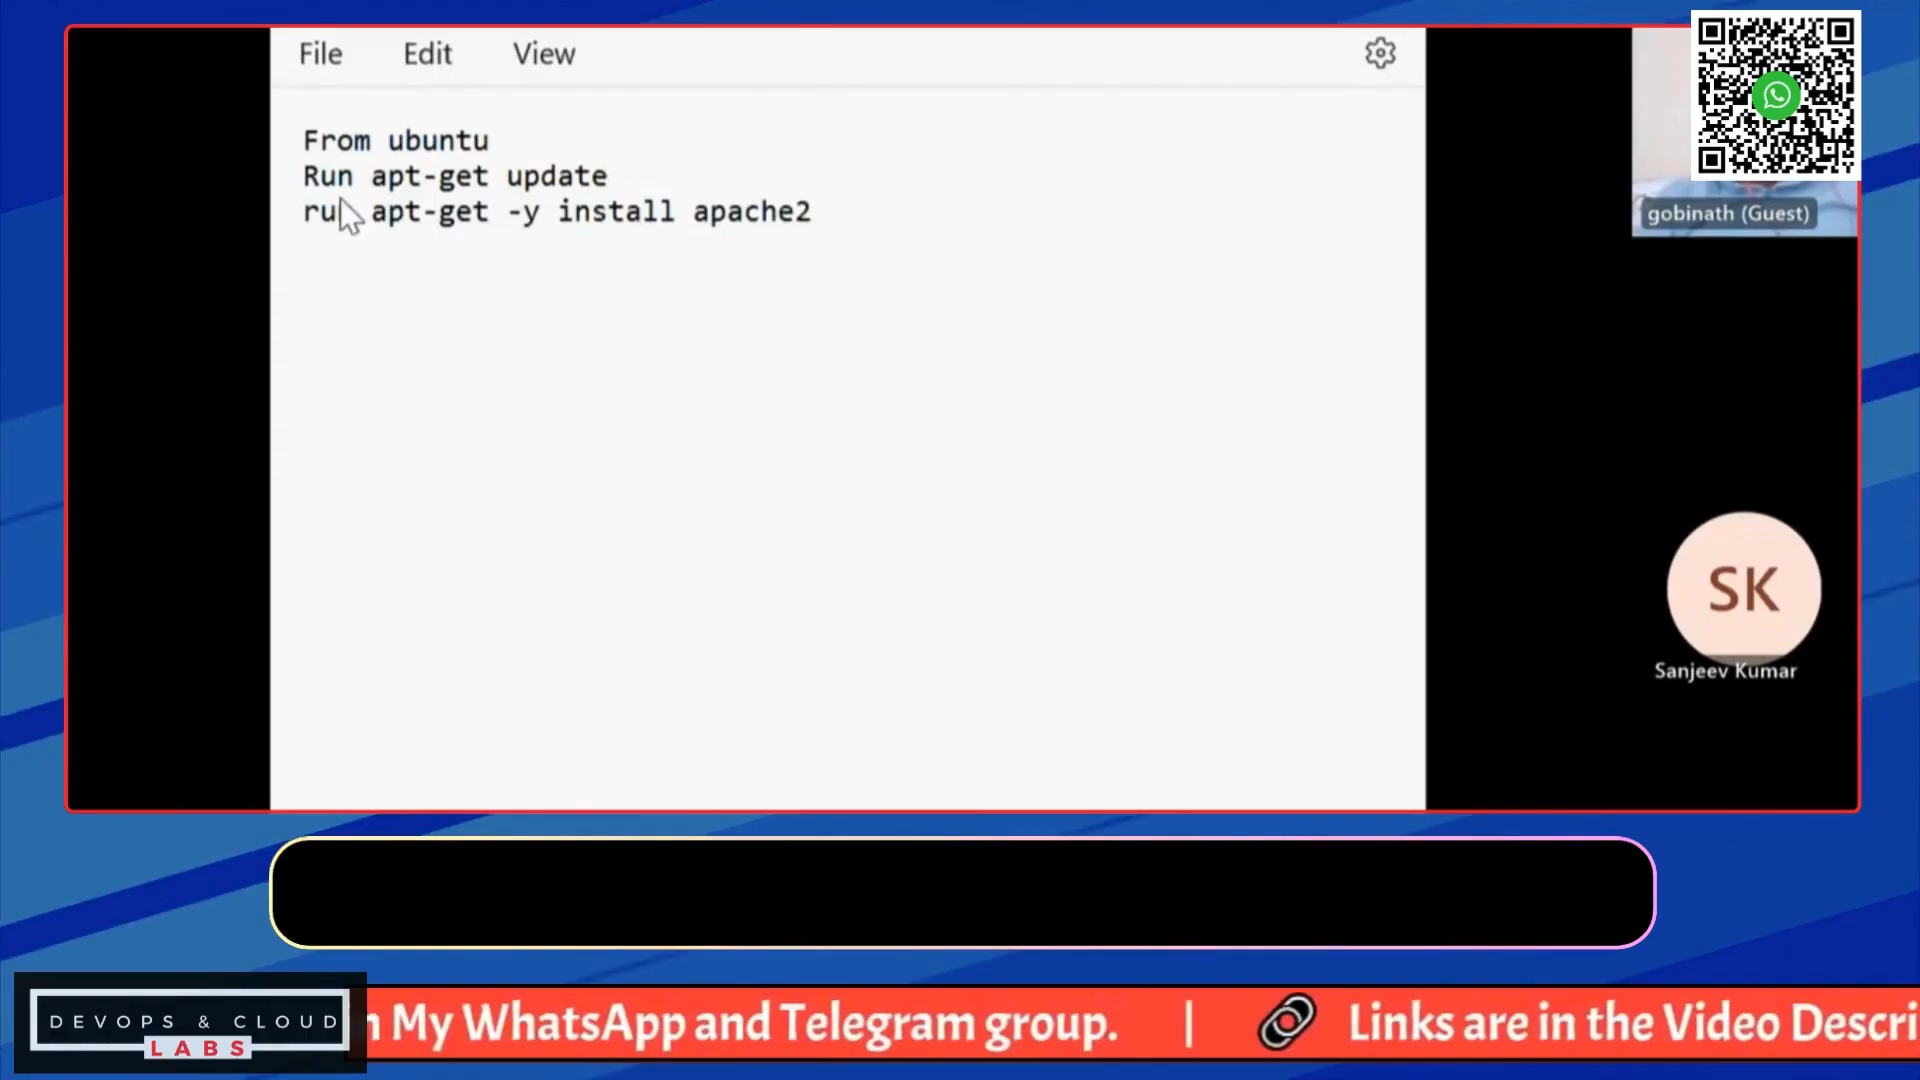 File Edit View
From ubuntu
Run apt-get update
ru apt-get -y install apache2
gobinath (Guest)
SK
Sanjeev Kumar
DEVOPS & CLOUD
LABS
n My WhatsApp and Telegram group. | Links are in the Video Descri